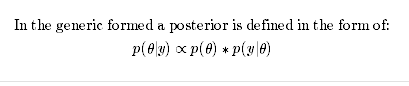 In the generic formed a posterior is defined in the form of:
p(θ|y) ∝ p(θ) ∗ p(y|θ)